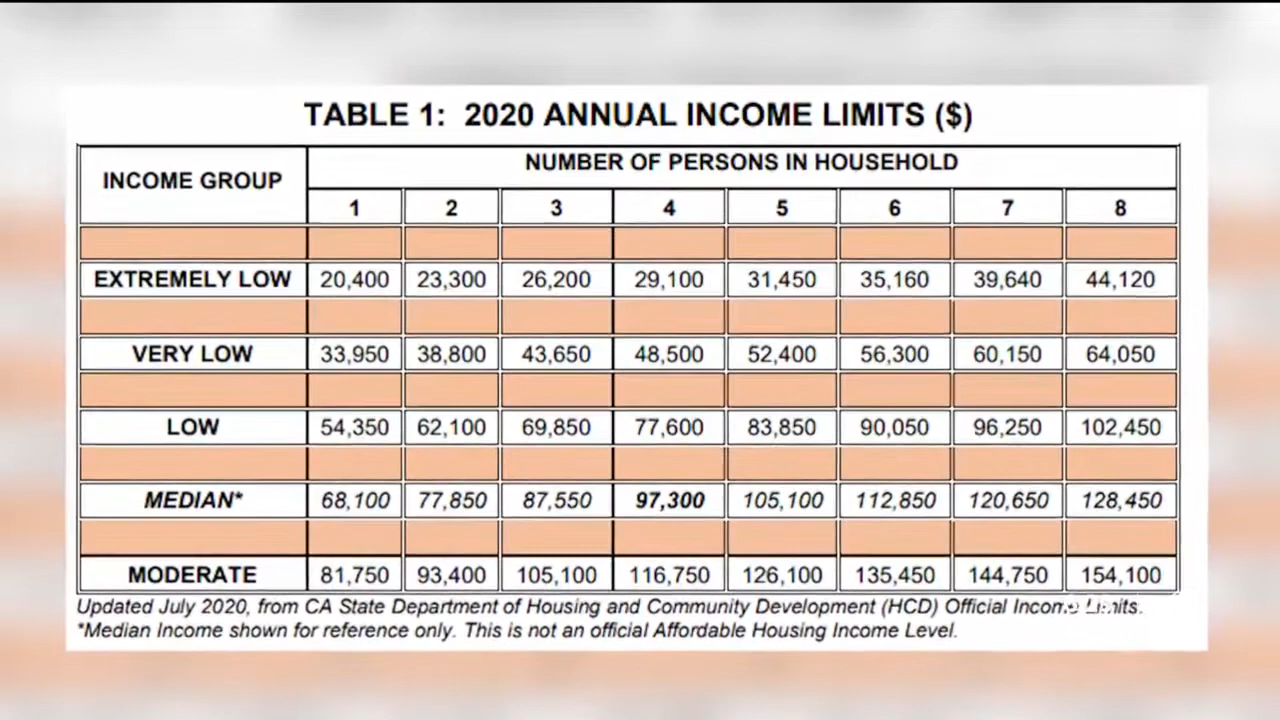 TABLE 1: 2020 ANNUAL INCOME LIMITS ($)
INCOME GROUP
NUMBER OF PERSONS IN HOUSEHOLD
1 2 3 4 5 6 7 8
EXTREMELY LOW 20,400 23,300 26,200 29,100 31,450 35,160 39,640 44,120
VERY LOW 33,950 38,800 43,650 48,500 52,400 56,300 60,150 64,050
LOW 54,350 62,100 69,850 77,600 83,850 90,050 96,250 102,450
MEDIAN* 68,100 77,850 87,550 97,300 105,100 112,850 120,650 128,450
MODERATE 81,750 93,400 105,100 116,750 126,100 135,450 144,750 154,100
Updated July 2020, from CA State Department of Housing and Community Development (HCD) Official Income Limits.
*Median Income shown for reference only. This is not an official Affordable Housing Income Level.